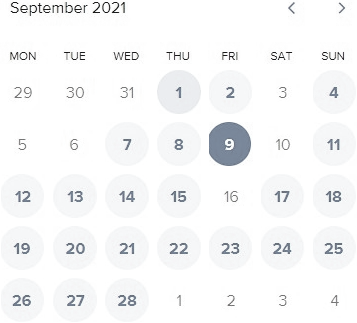 September 2021
MON TUE WED THU FRI SAT SUN
29 30 31 1 2 3 4
5 6 7 8 9 10 11
12 13 14 15 16 17 18
19 20 21 22 23 24 25
26 27 28 1 2 3 4